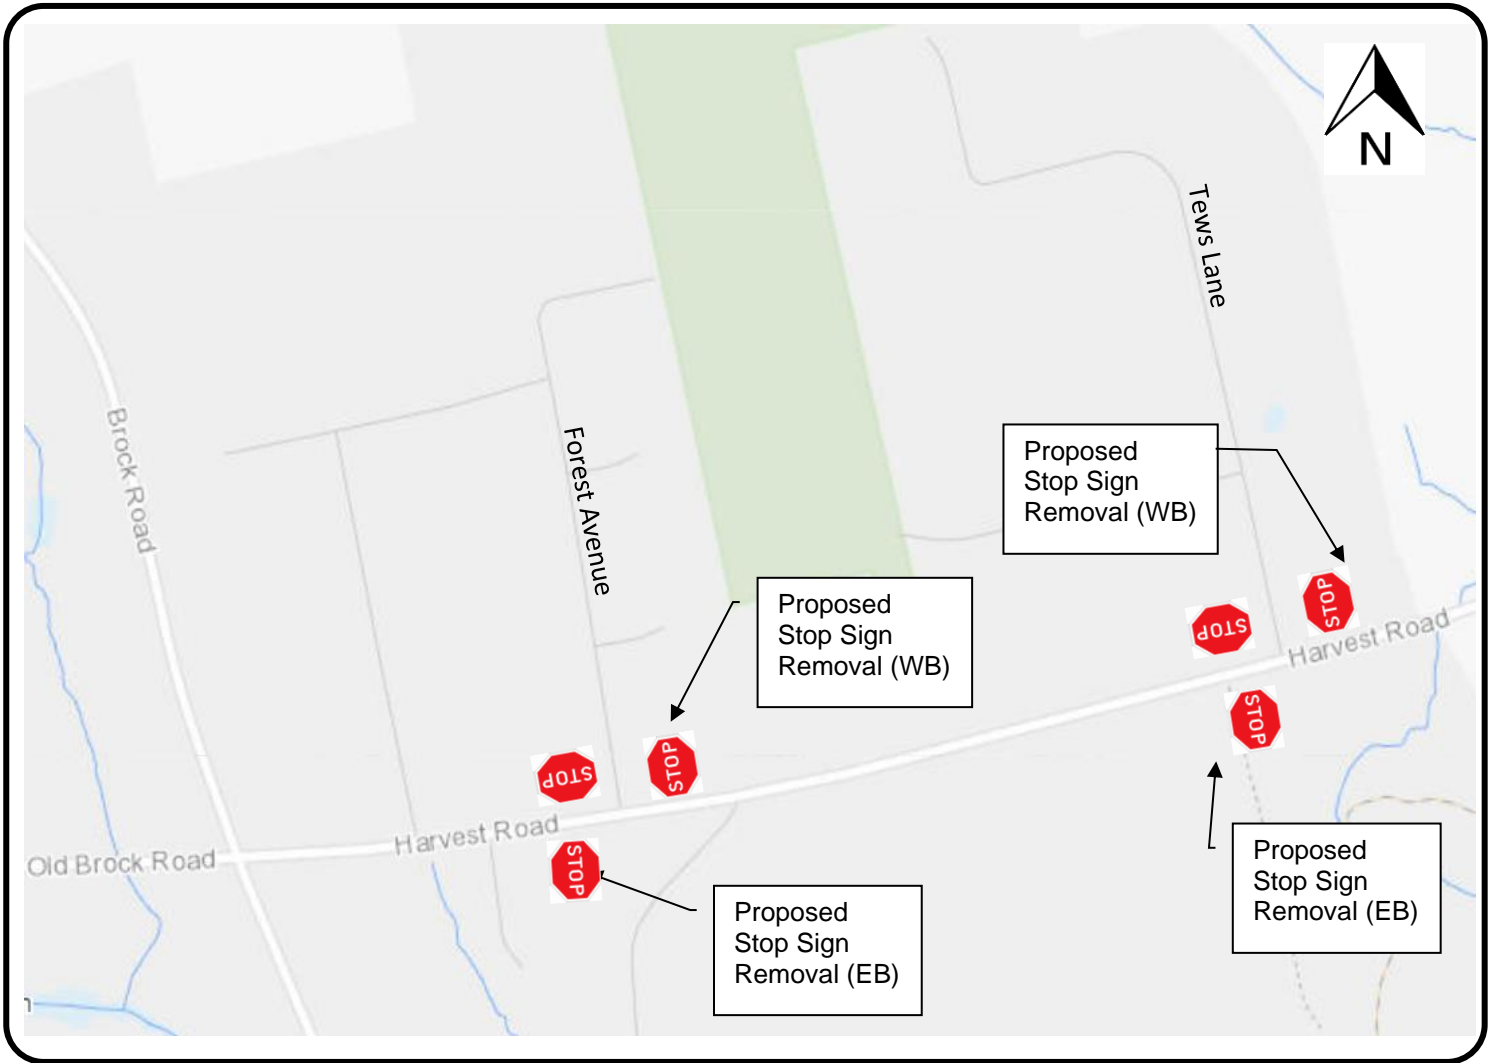 N
Tews Lane
Brock Road
Forest Avenue
Proposed
Stop Sign
Removal (WB)
Proposed
Stop Sign
Removal (WB)
STOP
STOP
Harvest Road
STOP
STOP
STOP
Harvest Road
Old Brock Road
STOP
Proposed
Stop Sign
Removal (EB)
Proposed
Stop Sign
Removal (EB)